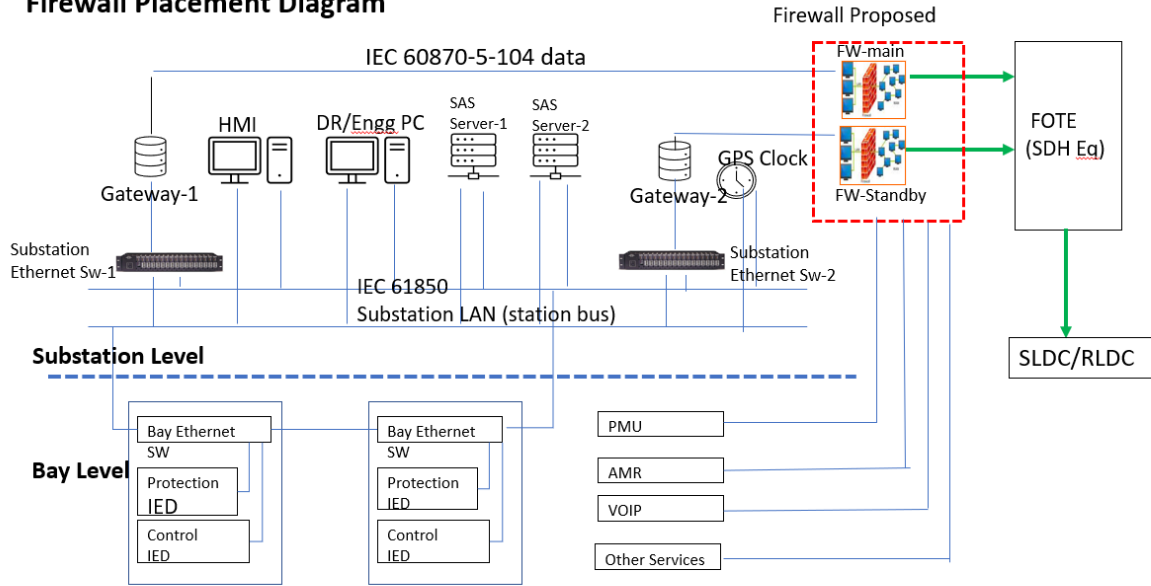 Firewall Placement Diagram
Firewall Proposed
IEC 60870-5-104 data
FW-main
HMI
DR/Engg PC
SAS
Server-1
SAS
Server-2
FOTE
(SDH Eq)
Gateway-1
Gateway-2
GPS Clock
FW-Standby
Substation
Ethernet Sw-1
Substation
Ethernet Sw-2
IEC 61850
Substation LAN (station bus)
Substation Level
SLDC/RLDC
Bay Level
Bay Ethernet
SW
Protection
IED
Control
IED
Bay Ethernet
SW
Protection
IED
Control
IED
PMU
AMR
VOIP
Other Services